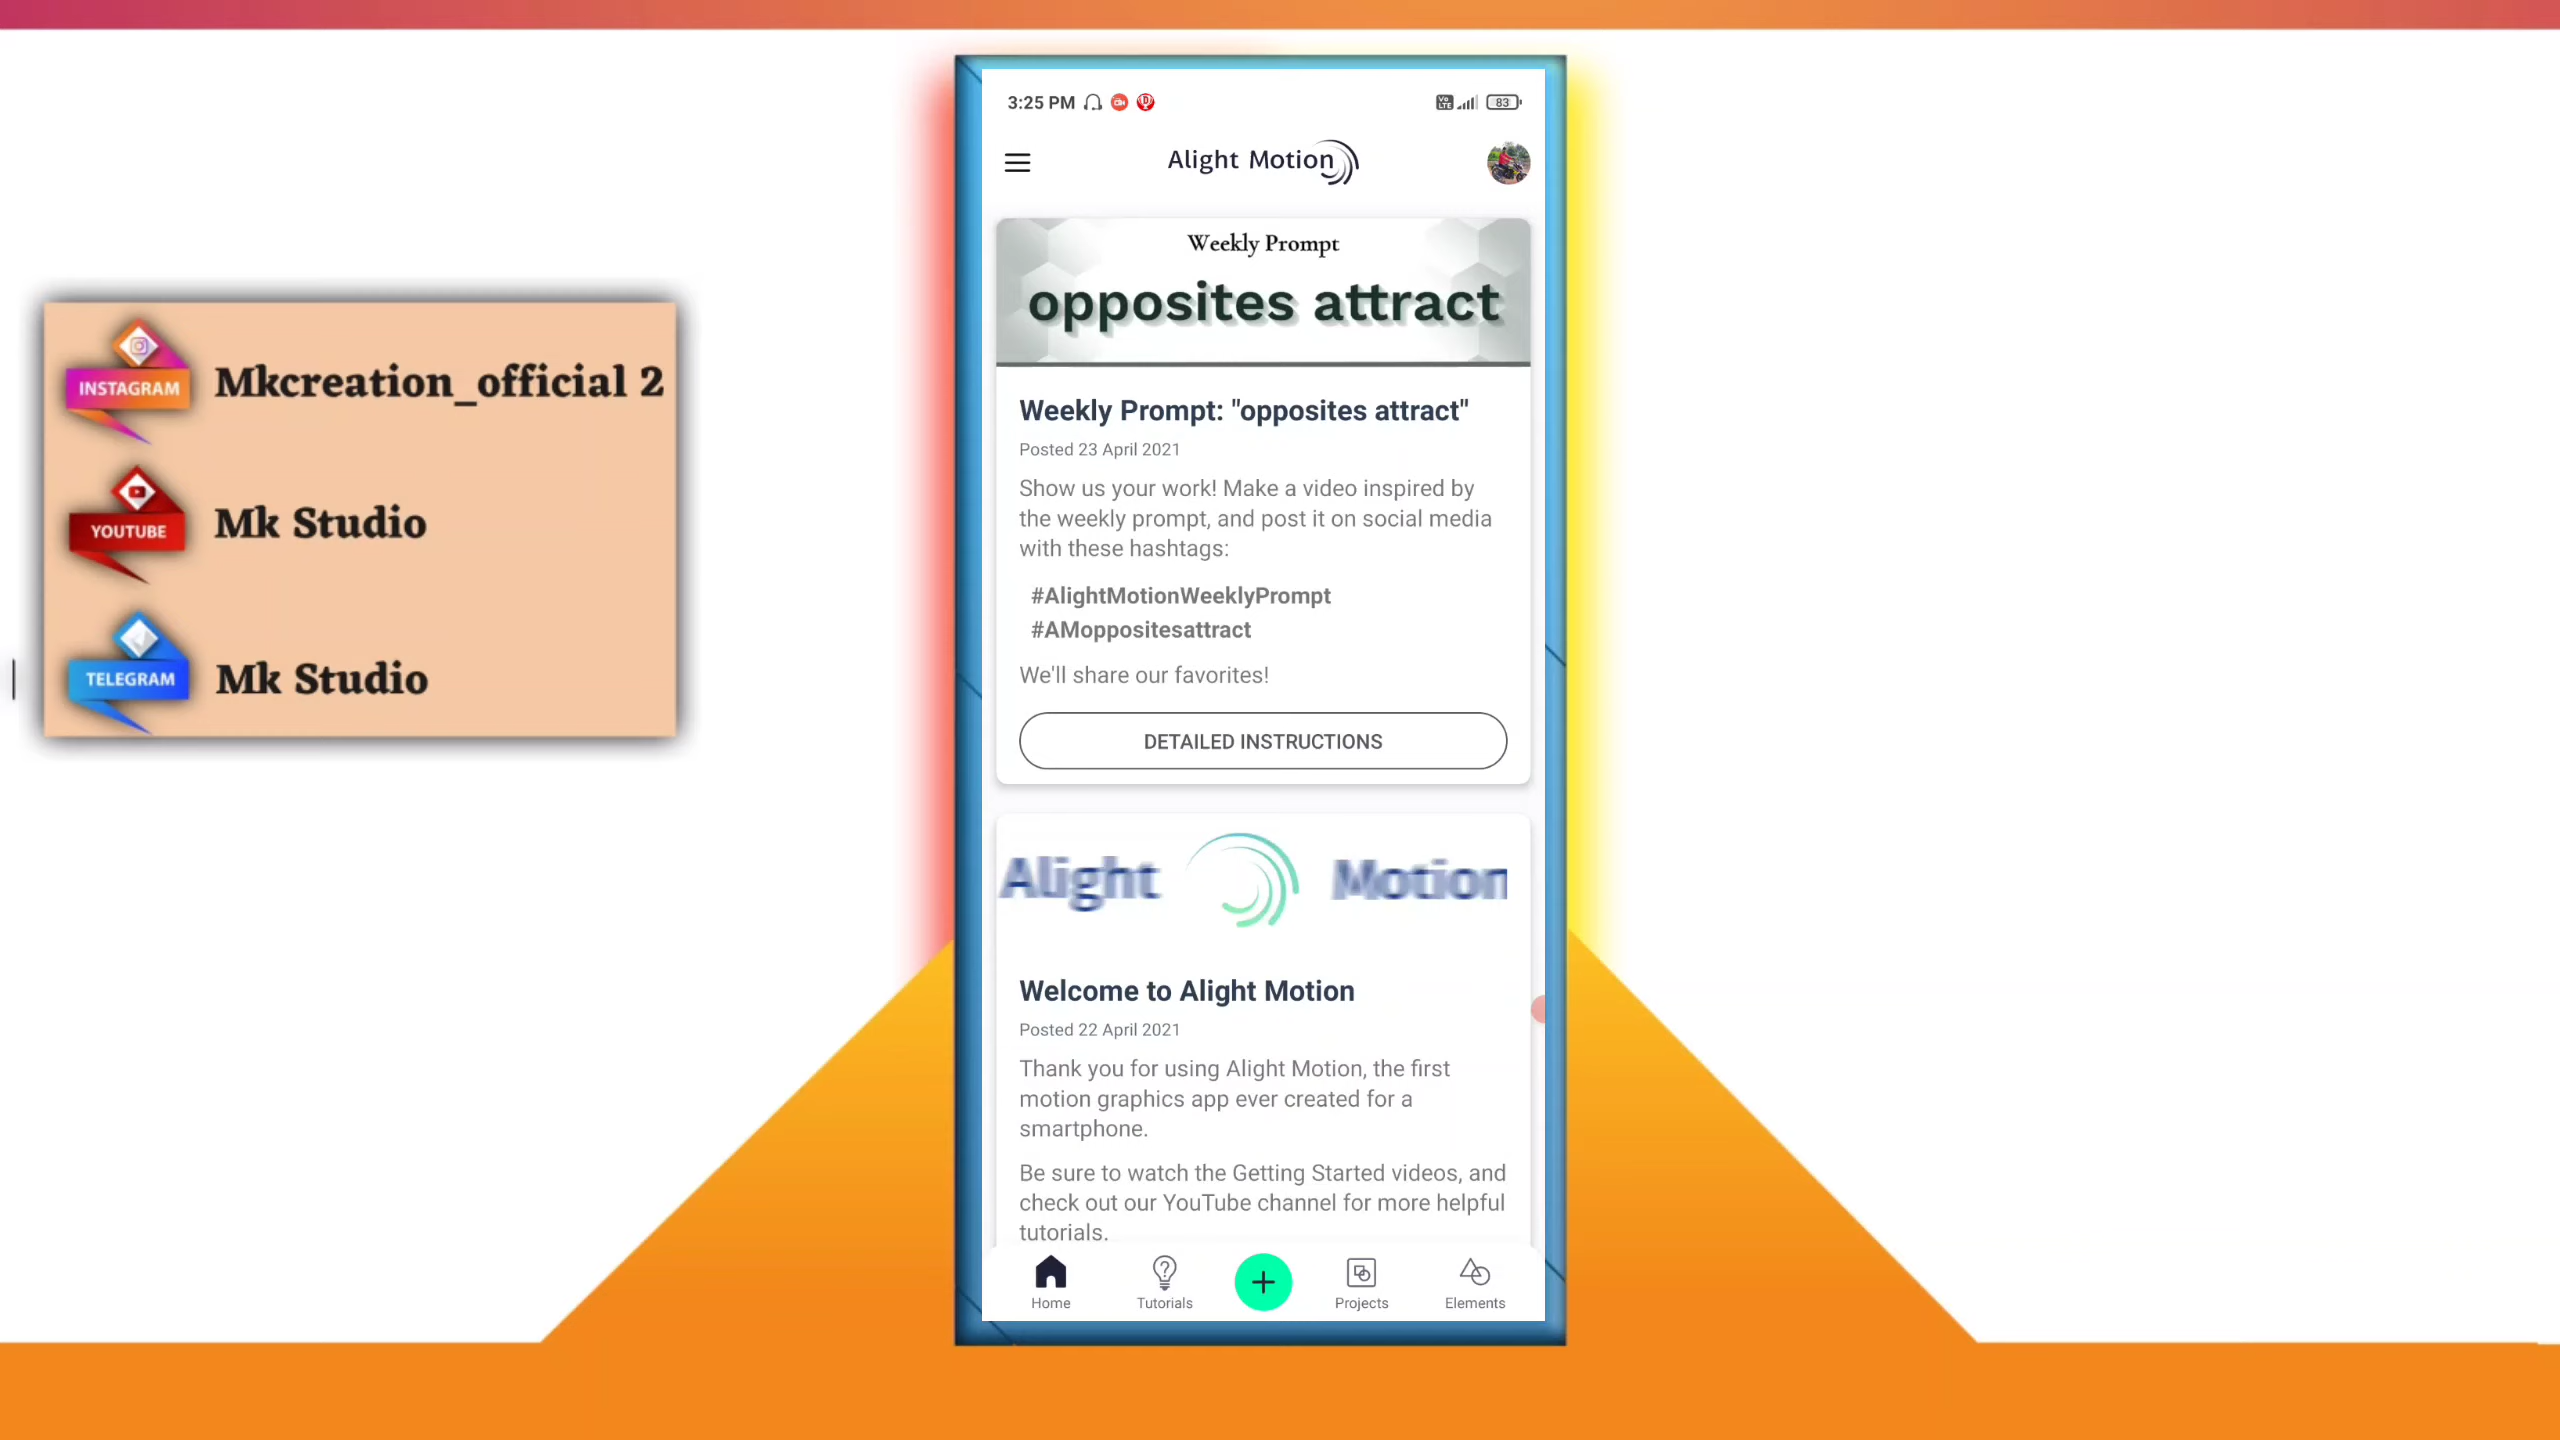 INSTAGRAM
Mkcreation_official 2
YOUTUBE
Mk Studio
TELEGRAM
Mk Studio
3:25 PM
Vo LTE
83
Alight Motion
Weekly Prompt
opposites attract
Weekly Prompt: "opposites attract"
Posted 23 April 2021
Show us your work! Make a video inspired by
the weekly prompt, and post it on social media
with these hashtags:
#AlightMotionWeeklyPrompt
#AMoppositesattract
We'll share our favorites!
DETAILED INSTRUCTIONS
Alight Motion
Welcome to Alight Motion
Posted 22 April 2021
Thank you for using Alight Motion, the first
motion graphics app ever created for a
smartphone.
Be sure to watch the Getting Started videos, and
check out our YouTube channel for more helpful
tutorials.
Home
Tutorials
Projects
Elements